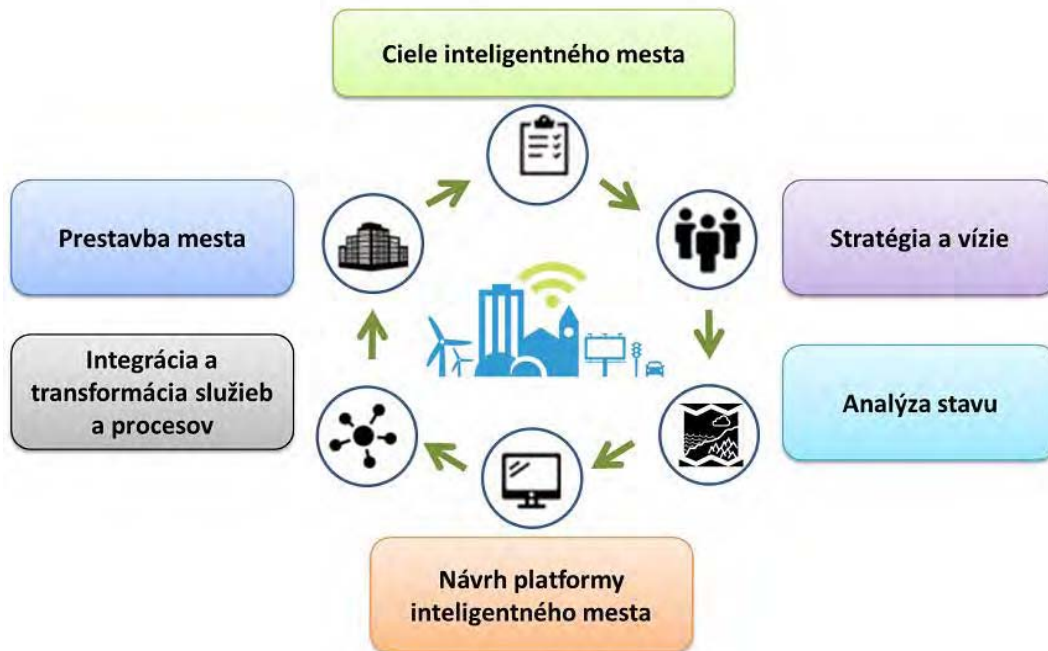 Ciele inteligentného mesta
Prestavba mesta
Stratégia a vízie
Integrácia a
transformácia služieb
a procesov
Analýza stavu
Návrh platformy
inteligentného mesta